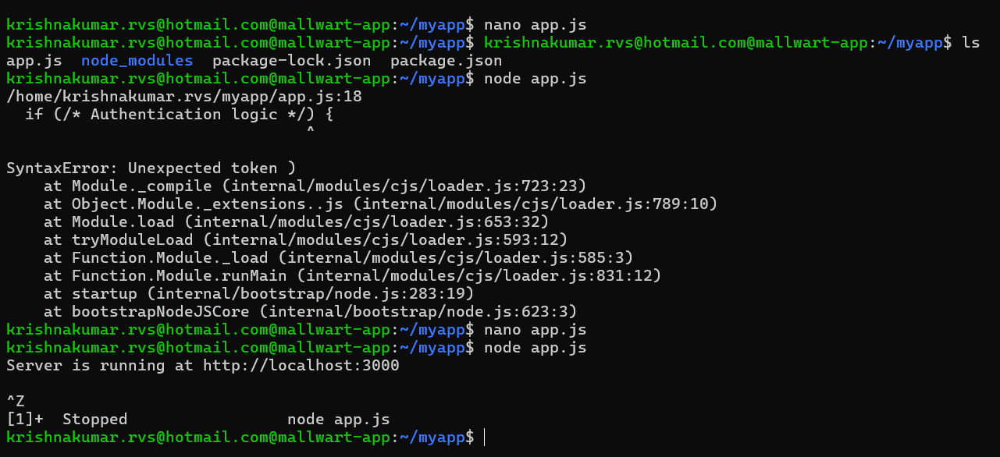 krishnakumar.rvs@hotmail.com@mallwart-app:~/myapp$ nano app.js
krishnakumar.rvs@hotmail.com@mallwart-app:~/myapp$ krishnakumar.rvs@hotmail.com@mallwart-app:~/myapp$ ls
app.js  node_modules  package-lock.json  package.json
krishnakumar.rvs@hotmail.com@mallwart-app:~/myapp$ node app.js
/home/krishnakumar.rvs/myapp/app.js:18
  if (/* Authentication logic */) {
                                ^
SyntaxError: Unexpected token )
    at Module._compile (internal/modules/cjs/loader.js:723:23)
    at Object.Module._extensions..js (internal/modules/cjs/loader.js:789:10)
    at Module.load (internal/modules/cjs/loader.js:653:32)
    at tryModuleLoad (internal/modules/cjs/loader.js:593:12)
    at Function.Module._load (internal/modules/cjs/loader.js:585:3)
    at Function.Module.runMain (internal/modules/cjs/loader.js:831:12)
    at startup (internal/bootstrap/node.js:283:19)
    at bootstrapNodeJSCore (internal/bootstrap/node.js:623:3)
krishnakumar.rvs@hotmail.com@mallwart-app:~/myapp$ nano app.js
krishnakumar.rvs@hotmail.com@mallwart-app:~/myapp$ node app.js
Server is running at http://localhost:3000
^Z
[1]+  Stopped                 node app.js
krishnakumar.rvs@hotmail.com@mallwart-app:~/myapp$